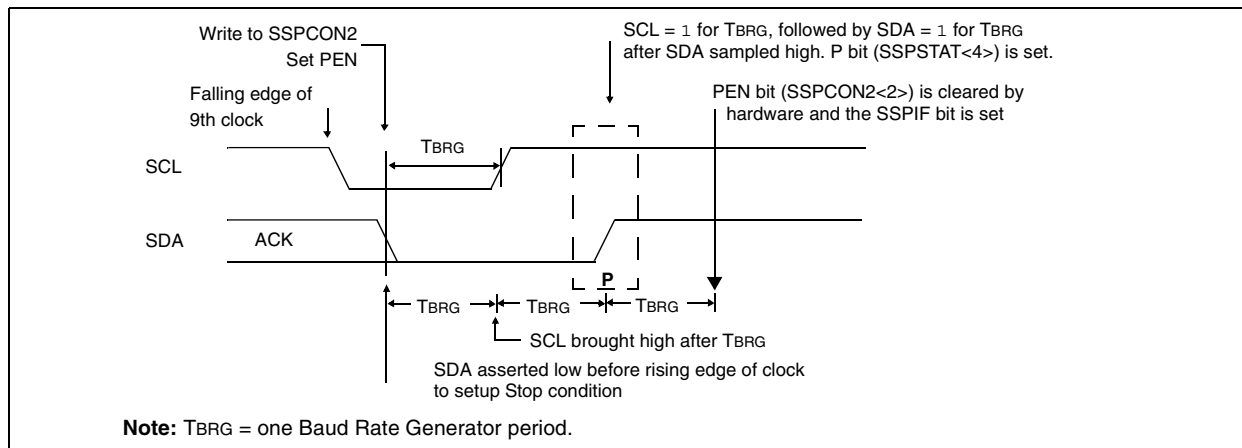 Write to SSPCON2
Set PEN
SCL = 1 for TBRG, followed by SDA = 1 for TBRG
after SDA sampled high. P bit (SSPSTAT<4>) is set.
Falling edge of
9th clock
PEN bit (SSPCON2<2>) is cleared by
hardware and the SSPIF bit is set
TBRG
SCL
SDA
ACK
P
TBRG
TBRG
TBRG
SCL brought high after TBRG
SDA asserted low before rising edge of clock
to setup Stop condition
Note: TBRG = one Baud Rate Generator period.